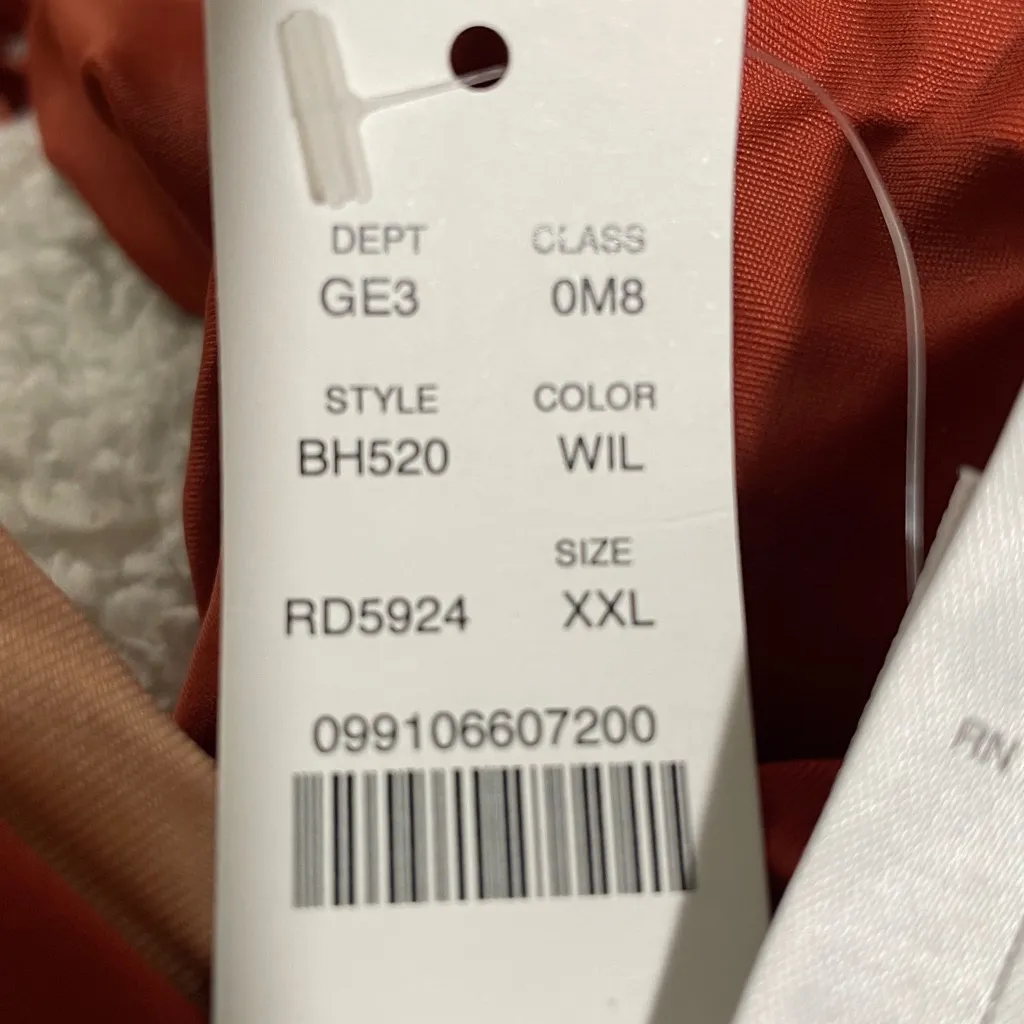 DEPT CLASS
GE3 0M8
STYLE COLOR
BH520 WIL
SIZE
RD5924 XXL
099106607200
RN